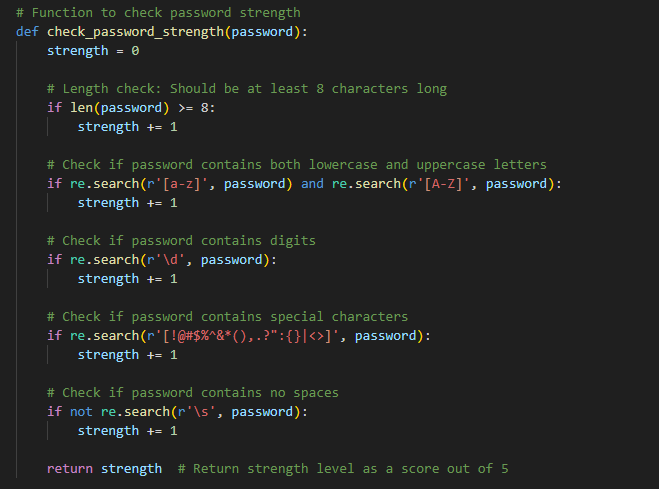 # Function to check password strength
def check_password_strength(password):
    strength = 0

    # Length check: Should be at least 8 characters long
    if len(password) >= 8:
        strength += 1

    # Check if password contains both lowercase and uppercase letters
    if re.search(r'[a-z]', password) and re.search(r'[A-Z]', password):
        strength += 1

    # Check if password contains digits
    if re.search(r'\d', password):
        strength += 1

    # Check if password contains special characters
    if re.search(r'[!@#$%^&*(),.?":{}|<>]', password):
        strength += 1

    # Check if password contains no spaces
    if not re.search(r'\s', password):
        strength += 1

    return strength  # Return strength level as a score out of 5